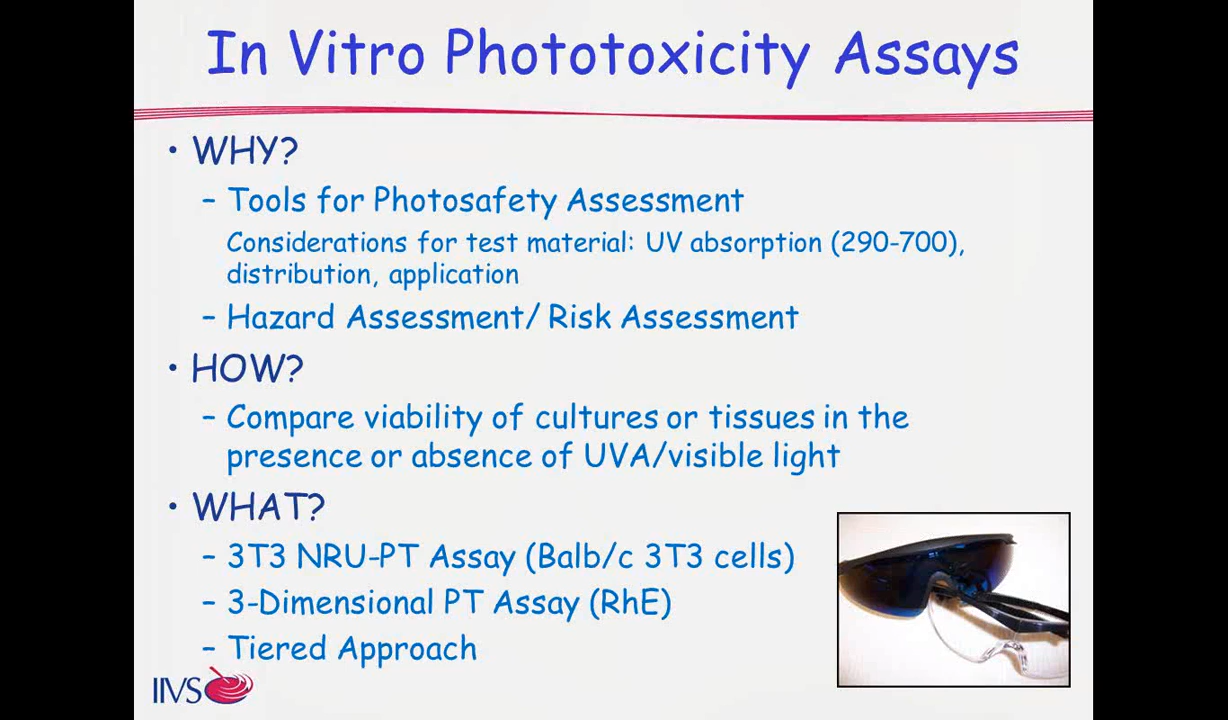 In Vitro Phototoxicity Assays
• WHY?
– Tools for Photosafety Assessment
Considerations for test material: UV absorption (290-700),
distribution, application
– Hazard Assessment/ Risk Assessment
• HOW?
– Compare viability of cultures or tissues in the
presence or absence of UVA/visible light
• WHAT?
– 3T3 NRU-PT Assay (Balb/c 3T3 cells)
– 3-Dimensional PT Assay (RhE)
– Tiered Approach
IIVS